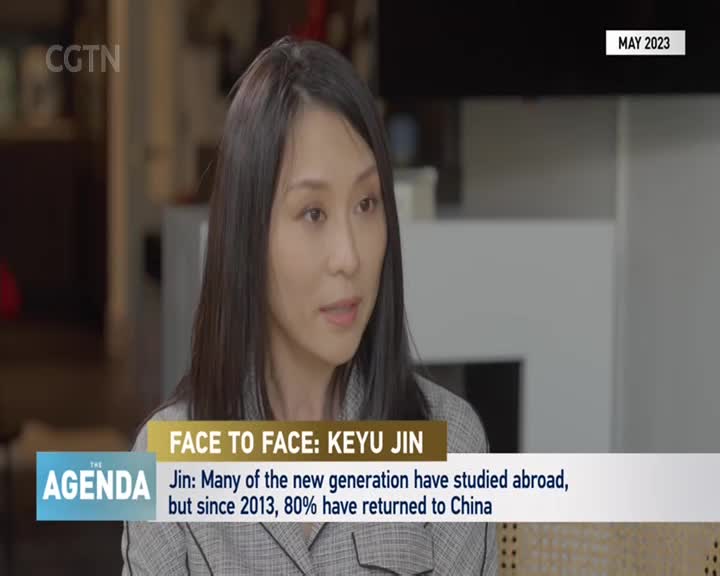 CGTN
MAY 2023
FACE TO FACE: KEYU JIN
THE
AGENDA
Jin: Many of the new generation have studied abroad,
but since 2013, 80% have returned to China